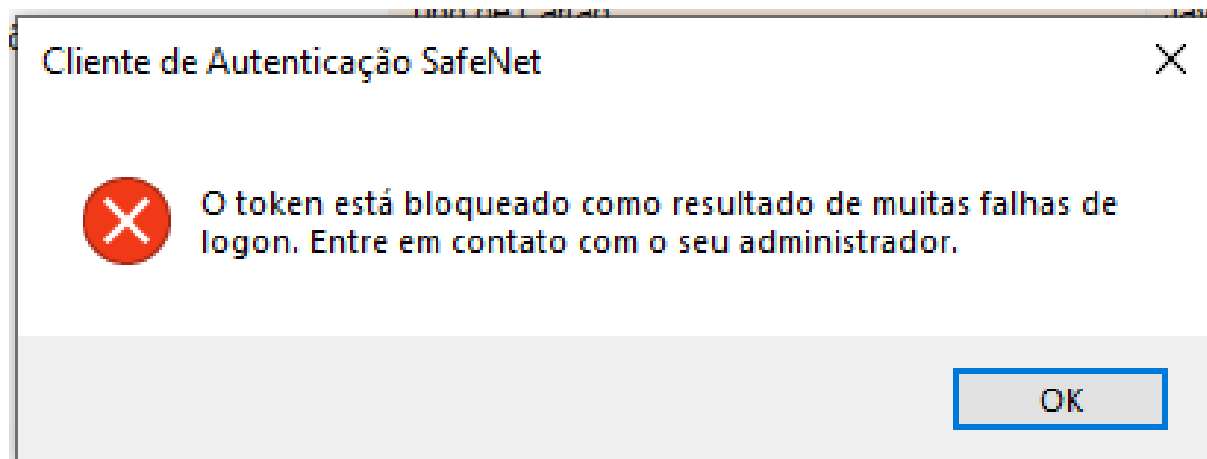 Cliente de Autenticação SafeNet
O token está bloqueado como resultado de muitas falhas de
logon. Entre em contato com o seu administrador.
OK